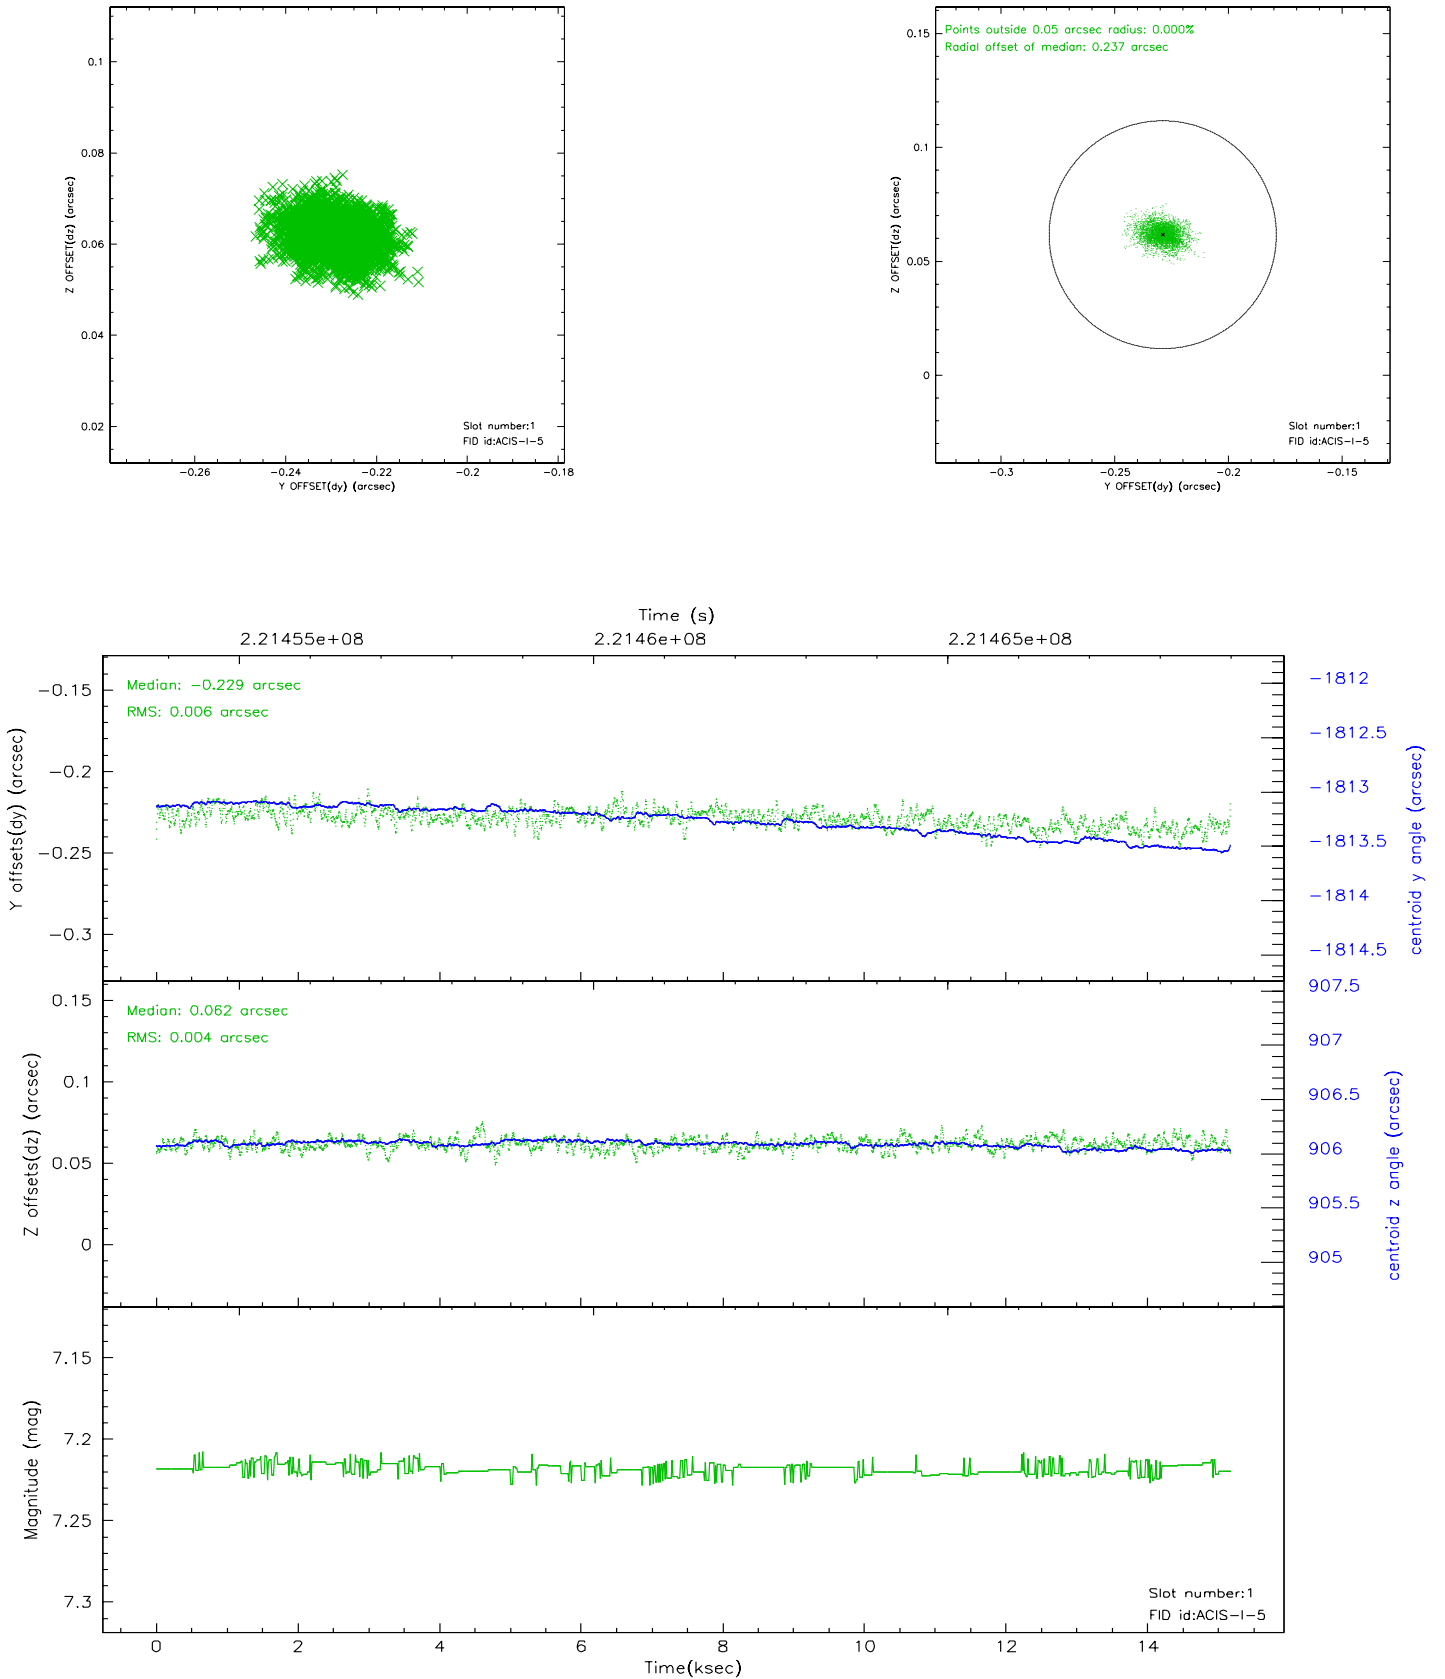 0.1
0.08
0.06
0.04
0.02
Z OFFSET(dz) (arcsec)
Slot number:1
FID id:ACIS-I-5
-0.26 -0.24 -0.22 -0.2 -0.18
Y OFFSET(dy) (arcsec)
Points outside 0.05 arcsec radius: 0.000%
Radial offset of median: 0.237 arcsec
0.15
0.1
0.05
0
Z OFFSET(dz) (arcsec)
Slot number:1
FID id:ACIS-I-5
-0.3 -0.25 -0.2 -0.15
Y OFFSET(dy) (arcsec)
Time (s)
2.21455e+08 2.2146e+08 2.21465e+08
Median: -0.229 arcsec
RMS: 0.006 arcsec
-0.15
-0.2
-0.25
-0.3
Y offsets(dy) (arcsec)
-1812
-1812.5
-1813
-1813.5
-1814
-1814.5
centroid y angle (arcsec)
Median: 0.062 arcsec
RMS: 0.004 arcsec
0.15
0.1
0.05
0
Z offsets(dz) (arcsec)
907.5
907
906.5
906
905.5
905
centroid z angle (arcsec)
7.15
7.2
7.25
7.3
Magnitude (mag)
Slot number:1
FID id:ACIS-I-5
0 2 4 6 8 10 12 14
Time(ksec)